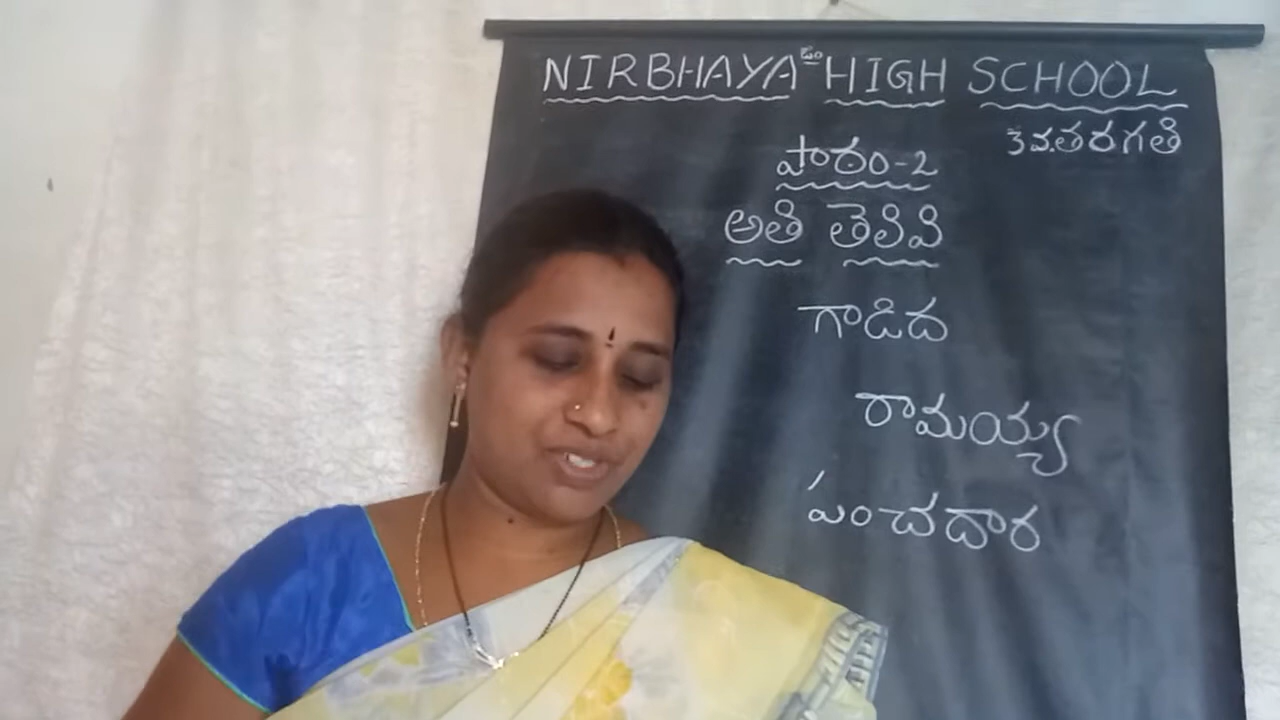 NIRBHAYA HIGH SCHOOL
3వ.తరగతి
పాఠం-2
అతి తెలివి
గాడిద
రామయ్య
పంచదార